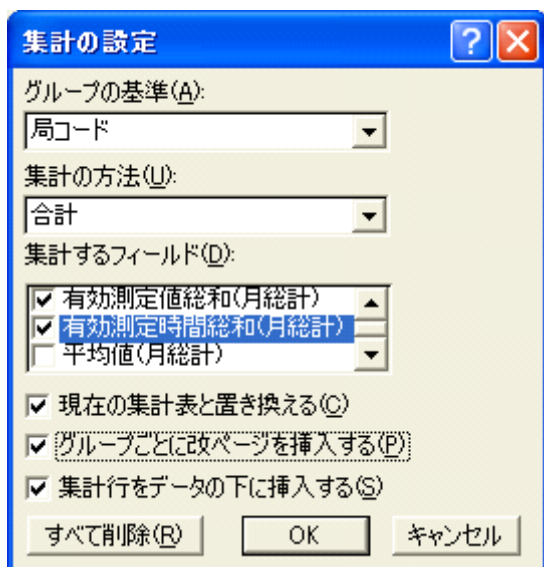 集計の設定
グループの基準(A):
局コード
集計の方法(U):
合計
集計するフィールド(D):
有効測定値総和(月総計)
有効測定時間総和(月総計)
平均値(月総計)
現在の集計表と置き換える(C)
グループごとに改ページを挿入する(P)
集計行をデータの下に挿入する(S)
すべて削除(R) OK キャンセル